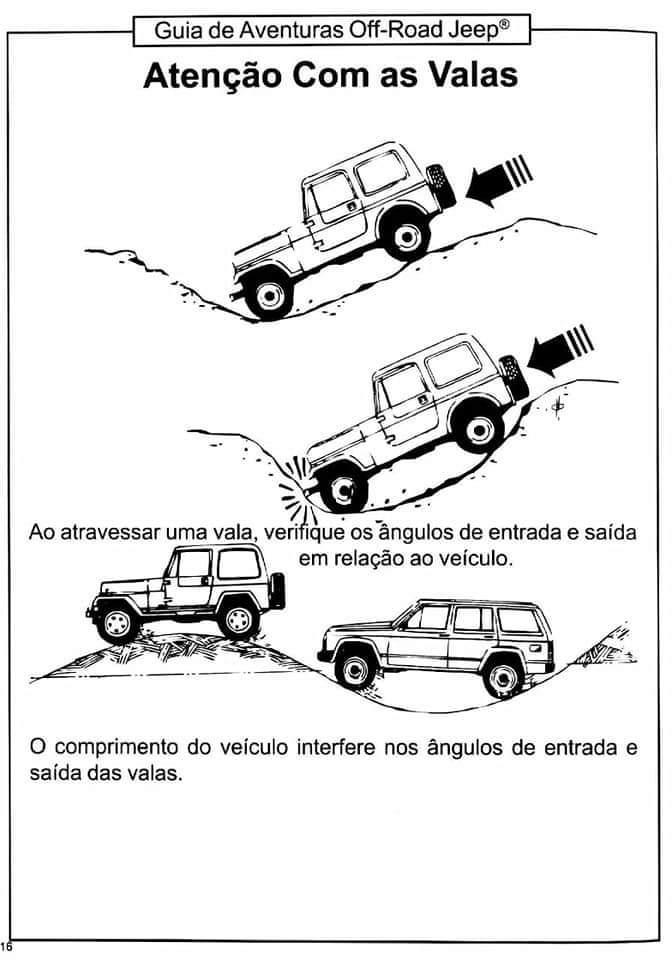 Guia de Aventuras Off-Road Jeep®
Atenção Com as Valas
Ao atravessar uma vala, verifique os ângulos de entrada e saída
em relação ao veículo.
O comprimento do veículo interfere nos ângulos de entrada e
saída das valas.
16